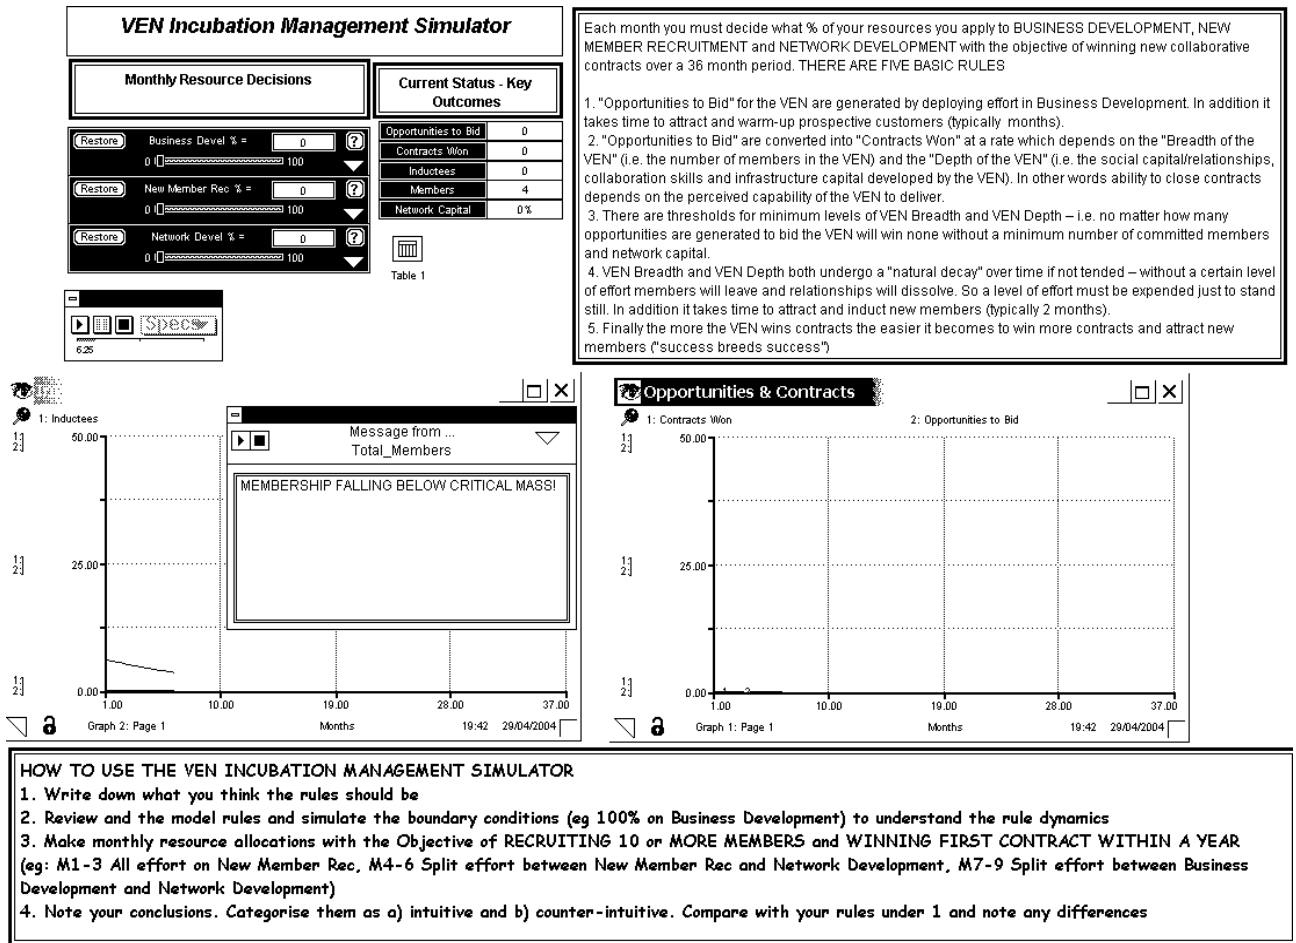 VEN Incubation Management Simulator
Monthly Resource Decisions
Current Status - Key
Outcomes
Restore
Business Devel % =
0
?
0
100
Restore
New Member Rec % =
0
?
0
100
Restore
Network Devel % =
0
?
0
100
Opportunities to Bid 0
Contracts Won 0
Inductees 0
Members 4
Network Capital 0%
Table 1
Specs
6.25
Each month you must decide what % of your resources you apply to BUSINESS DEVELOPMENT, NEW
MEMBER RECRUITMENT and NETWORK DEVELOPMENT with the objective of winning new collaborative
contracts over a 36 month period. THERE ARE FIVE BASIC RULES
1. "Opportunities to Bid" for the VEN are generated by deploying effort in Business Development. In addition it
takes time to attract and warm-up prospective customers (typically months).
2. "Opportunities to Bid" are converted into "Contracts Won" at a rate which depends on the "Breadth of the
VEN" (i.e. the number of members in the VEN) and the "Depth of the VEN" (i.e. the social capital/relationships,
collaboration skills and infrastructure capital developed by the VEN). In other words ability to close contracts
depends on the perceived capability of the VEN to deliver.
3. There are thresholds for minimum levels of VEN Breadth and VEN Depth – i.e. no matter how many
opportunities are generated to bid the VEN will win none without a minimum number of committed members
and network capital.
4. VEN Breadth and VEN Depth both undergo a "natural decay" over time if not tended – without a certain level
of effort members will leave and relationships will dissolve. So a level of effort must be expended just to stand
still. In addition it takes time to attract and induct new members (typically 2 months).
5. Finally the more the VEN wins contracts the easier it becomes to win more contracts and attract new
members ("success breeds success")
1: Inductees
1:
2:
50.00
1:
2:
25.00
1:
2:
0.00
1.00 10.00 19.00 28.00 37.00
Graph 2: Page 1 Months 19:42 29/04/2004
Message from ...
Total_Members
MEMBERSHIP FALLING BELOW CRITICAL MASS!
Opportunities & Contracts
1: Contracts Won 2: Opportunities to Bid
1:
2:
50.00
1:
2:
25.00
1:
2:
0.00
1 2
1.00 10.00 19.00 28.00 37.00
Graph 1: Page 1 Months 19:42 29/04/2004
HOW TO USE THE VEN INCUBATION MANAGEMENT SIMULATOR
1. Write down what you think the rules should be
2. Review and the model rules and simulate the boundary conditions (eg 100% on Business Development) to understand the rule dynamics
3. Make monthly resource allocations with the Objective of RECRUITING 10 or MORE MEMBERS and WINNING FIRST CONTRACT WITHIN A YEAR
(eg: M1-3 All effort on New Member Rec, M4-6 Split effort between New Member Rec and Network Development, M7-9 Split effort between Business
Development and Network Development)
4. Note your conclusions. Categorise them as a) intuitive and b) counter-intuitive. Compare with your rules under 1 and note any differences